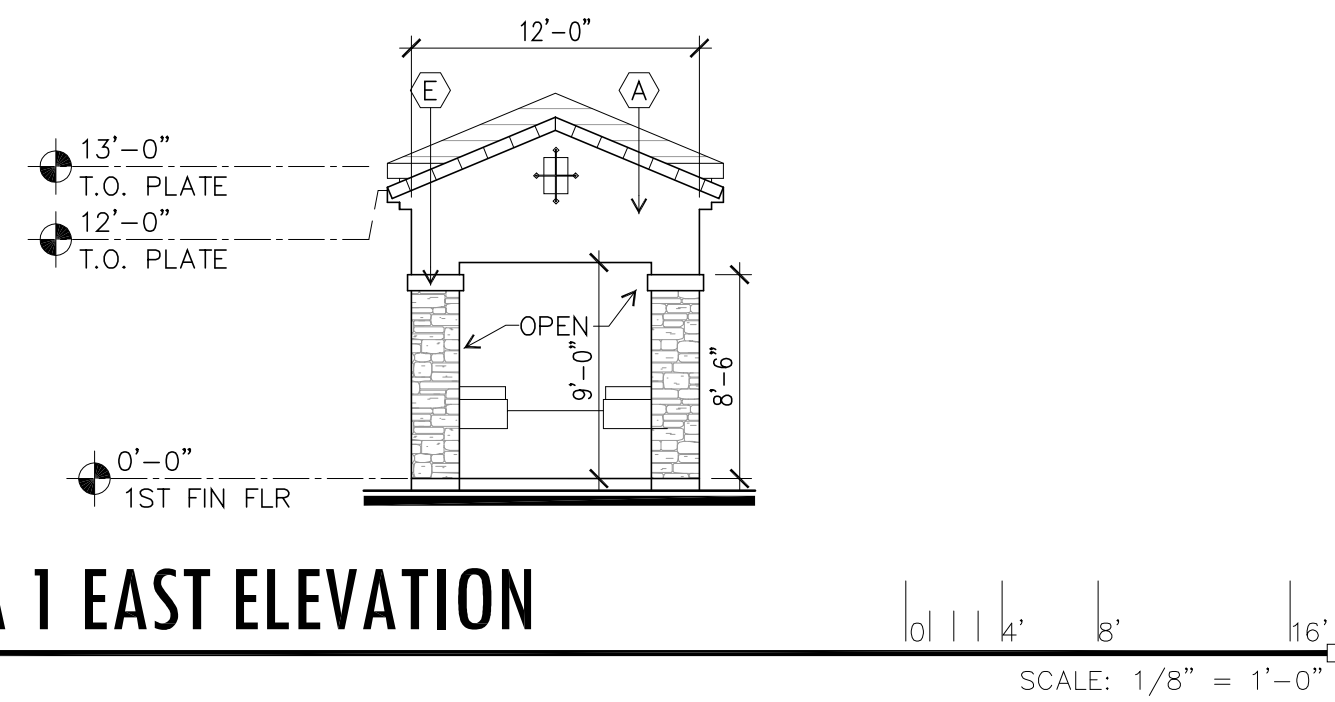 12'-0"
E
A
13'-0"
T.O. PLATE
12'-0"
T.O. PLATE
OPEN
9'-0"
8'-6"
0'-0"
1ST FIN FLR
1 EAST ELEVATION
0 4' 8' 16'
SCALE: 1/8" = 1'-0"